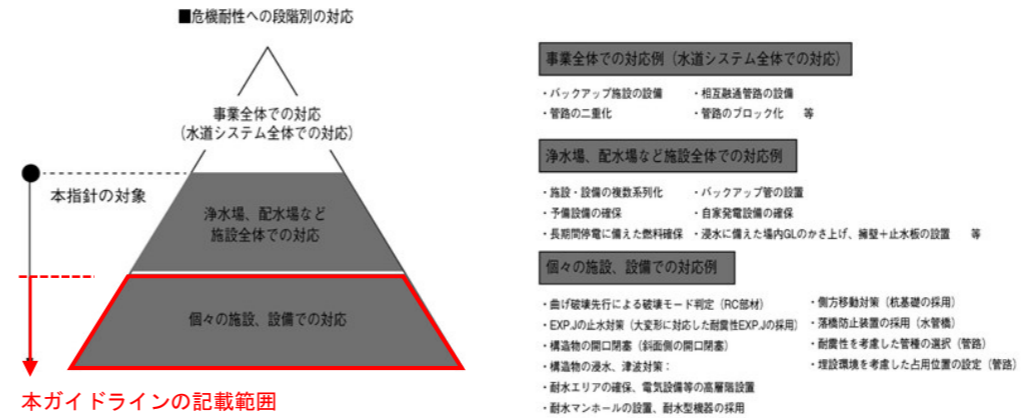 ■危機耐性への段階別の対応
事業全体での対応
(水道システム全体での対応)
本指針の対象
浄水場、配水場など
施設全体での対応
個々の施設、設備での対応
本ガイドラインの記載範囲
事業全体での対応例（水道システム全体での対応）
・バックアップ施設の設備　・相互融通管路の設備
・管路の二重化　・管路のブロック化　等
浄水場、配水場など施設全体での対応例
・施設・設備の複数系列化　・バックアップ管の設置
・予備設備の確保　・自家発電設備の確保
・長期間停電に備えた燃料確保　・浸水に備えた場内GLのかさ上げ、擁壁＋止水板の設置　等
個々の施設、設備での対応例
・曲げ破壊先行による破壊モード判定（RC部材）
・EXP.Jの止水対策（大変形に対応した耐震性EXP.Jの採用）
・構造物の開口閉塞（斜面側の開口閉塞）
・構造物の浸水、津波対策：
・耐水エリアの確保、電気設備等の高層階設置
・耐水マンホールの設置、耐水型機器の採用
・側方移動対策（杭基礎の採用）
・落橋防止装置の採用（水管橋）
・耐震性を考慮した管種の選択（管路）
・埋設環境を考慮した占用位置の設定（管路）